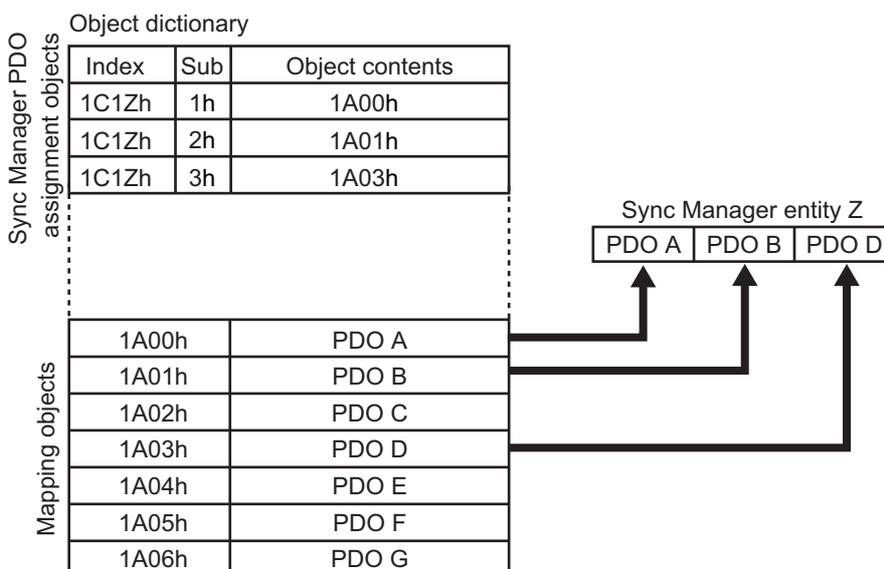 Object dictionary
Sync Manager PDO
assignment objects
Index Sub Object contents
1C1Zh 1h 1A00h
1C1Zh 2h 1A01h
1C1Zh 3h 1A03h
Sync Manager entity Z
PDO A PDO B PDO D
Mapping objects
1A00h PDO A
1A01h PDO B
1A02h PDO C
1A03h PDO D
1A04h PDO E
1A05h PDO F
1A06h PDO G